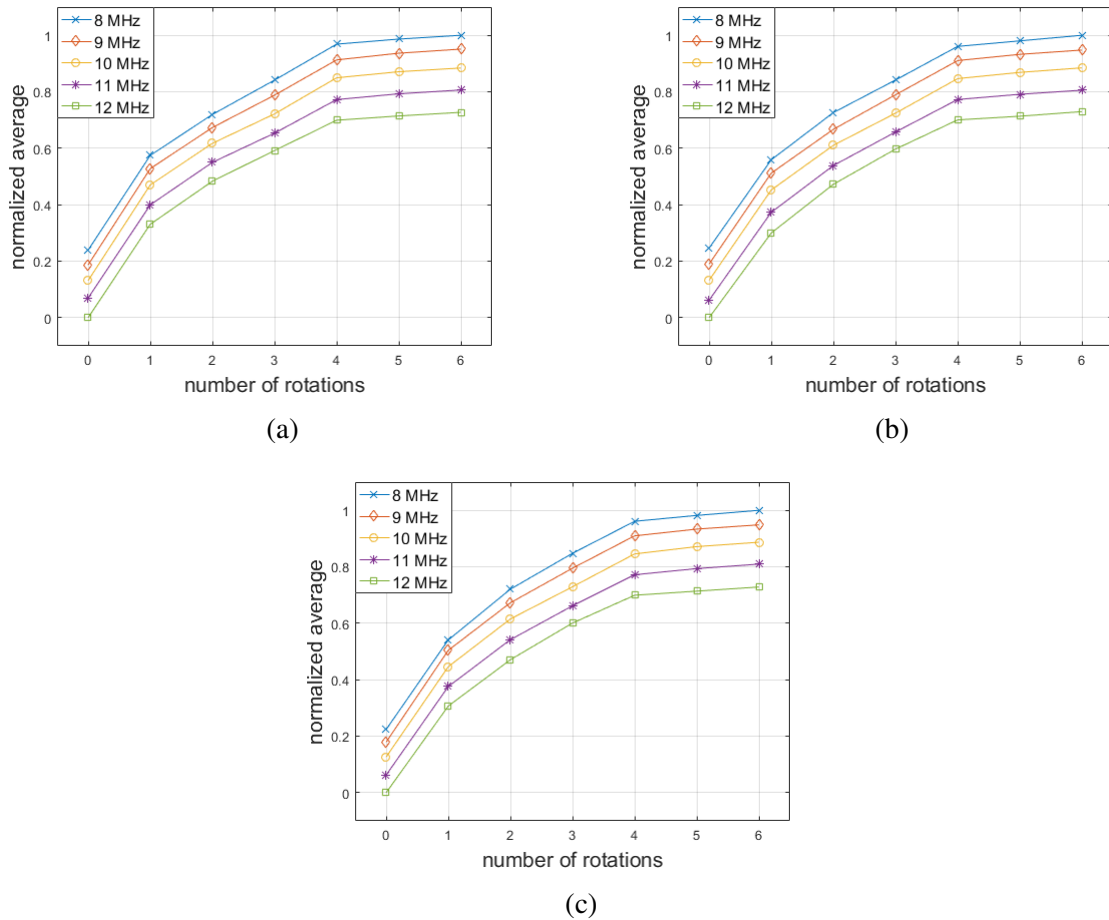 8 MHz
9 MHz
10 MHz
11 MHz
12 MHz
1
0.8
0.6
0.4
0.2
0
normalized average
0 1 2 3 4 5 6
number of rotations
(a)
8 MHz
9 MHz
10 MHz
11 MHz
12 MHz
1
0.8
0.6
0.4
0.2
0
normalized average
0 1 2 3 4 5 6
number of rotations
(b)
8 MHz
9 MHz
10 MHz
11 MHz
12 MHz
1
0.8
0.6
0.4
0.2
0
normalized average
0 1 2 3 4 5 6
number of rotations
(c)